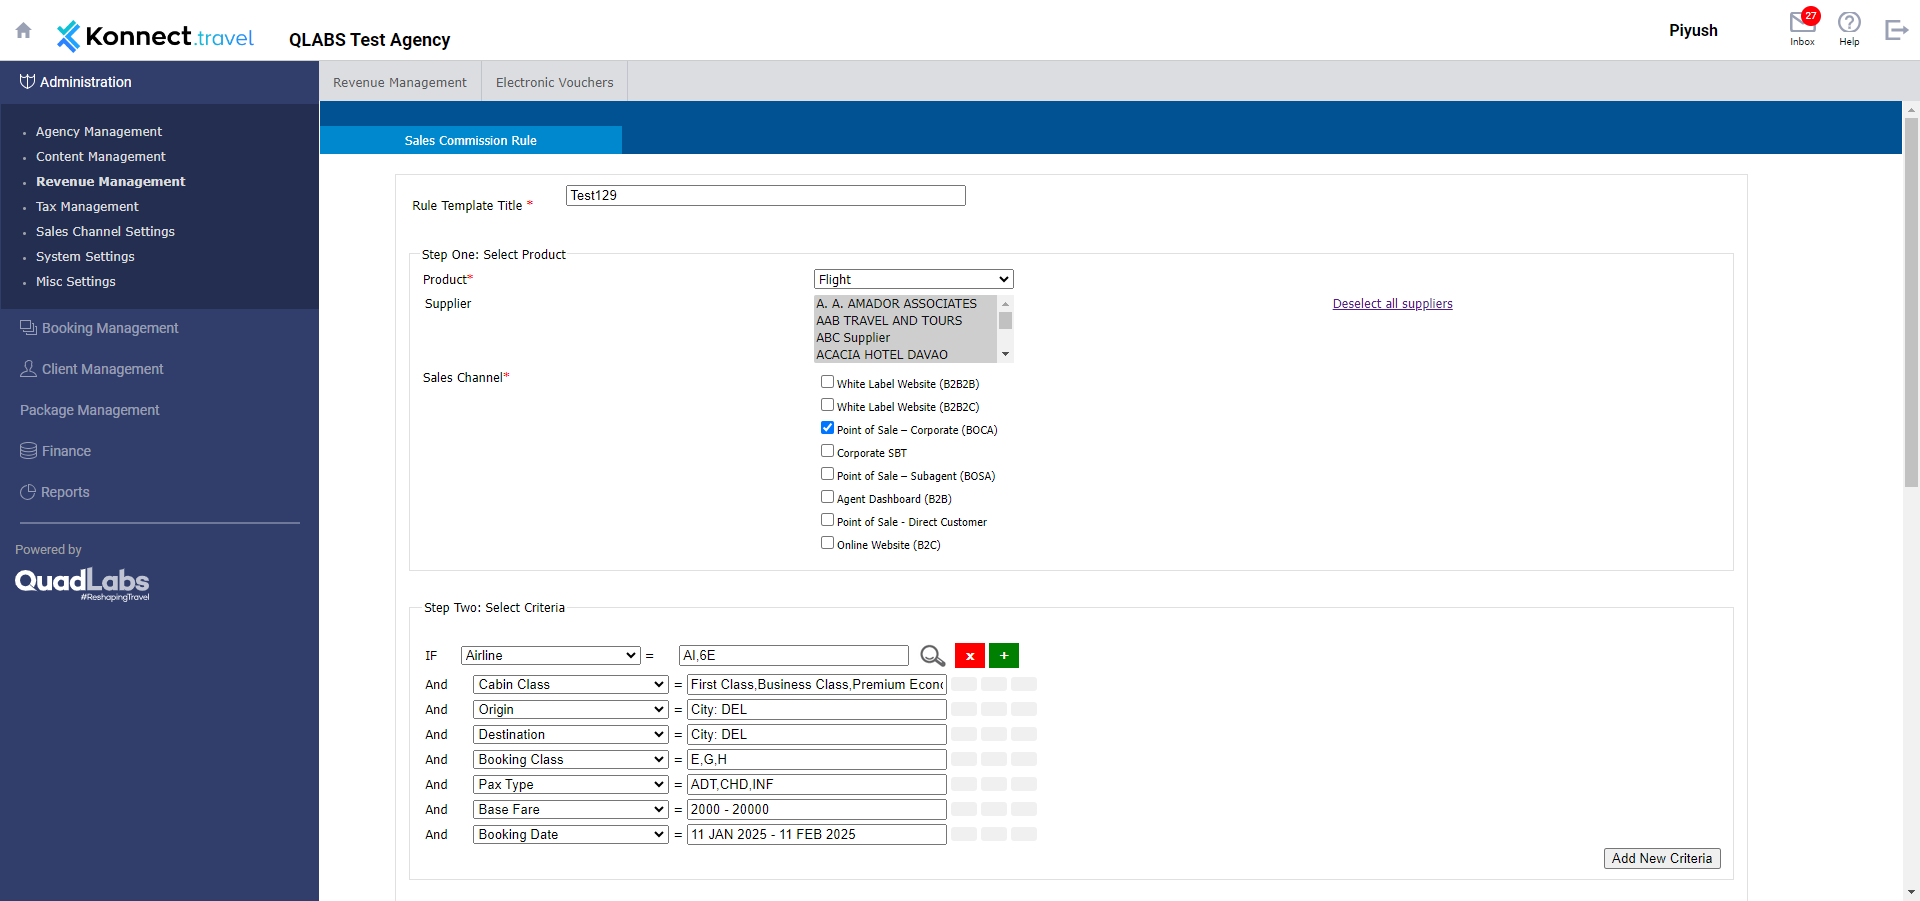 Konnect.travel
QLABS Test Agency
Piyush
27
Inbox
Help
Administration
Agency Management
Content Management
Revenue Management
Tax Management
Sales Channel Settings
System Settings
Misc Settings
Booking Management
Client Management
Package Management
Finance
Reports
Powered by
QuadLabs
#ReshapingTravel
Revenue Management
Electronic Vouchers
Sales Commission Rule
Rule Template Title * Test129
Step One: Select Product
Product* Flight
Supplier
A. A. AMADOR ASSOCIATES
AAB TRAVEL AND TOURS
ABC Supplier
ACACIA HOTEL DAVAO
Deselect all suppliers
Sales Channel*
White Label Website (B2B2B)
White Label Website (B2B2C)
Point of Sale – Corporate (BOCA)
Corporate SBT
Point of Sale – Subagent (BOSA)
Agent Dashboard (B2B)
Point of Sale - Direct Customer
Online Website (B2C)
Step Two: Select Criteria
IF Airline = AI,6E x +
And Cabin Class = First Class,Business Class,Premium Econ
And Origin = City: DEL
And Destination = City: DEL
And Booking Class = E,G,H
And Pax Type = ADT,CHD,INF
And Base Fare = 2000 - 20000
And Booking Date = 11 JAN 2025 - 11 FEB 2025
Add New Criteria